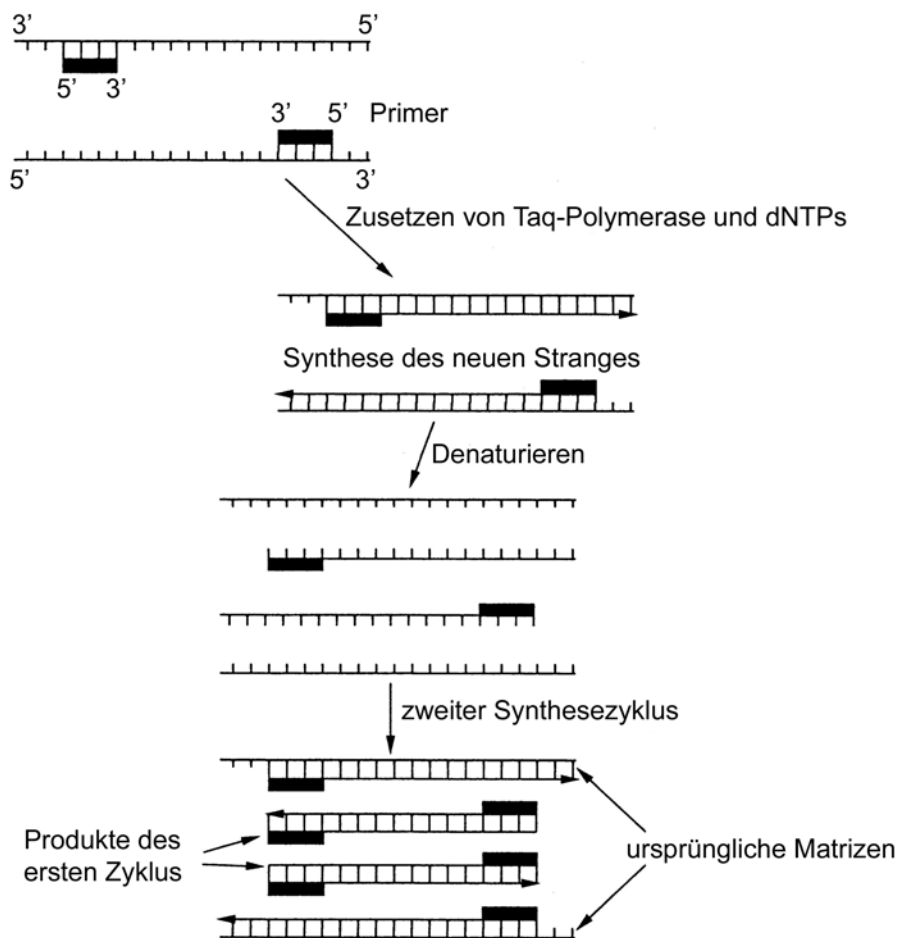 3’ 5’
5’ 3’
3’ 5’ Primer
5’ 3’
Zusetzen von Taq-Polymerase und dNTPs
Synthese des neuen Stranges
Denaturieren
zweiter Synthesezyklus
Produkte des
ersten Zyklus
ursprüngliche Matrizen